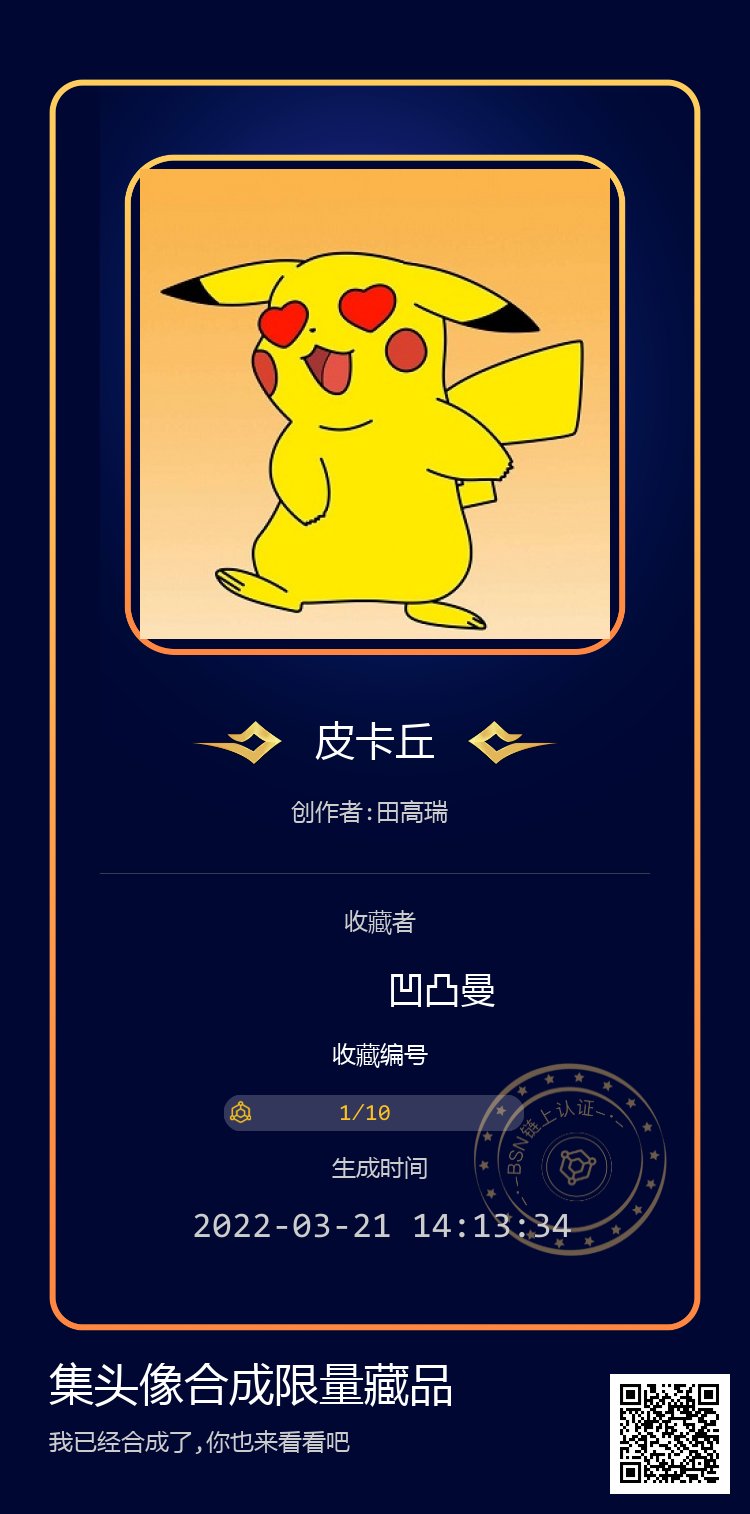 皮卡丘
创作者:田高瑞
收藏者
凹凸曼
收藏编号
1/10
BSN链上认证
生成时间
2022-03-21 14:13:34
集头像合成限量藏品
我已经合成了,你也来看看吧